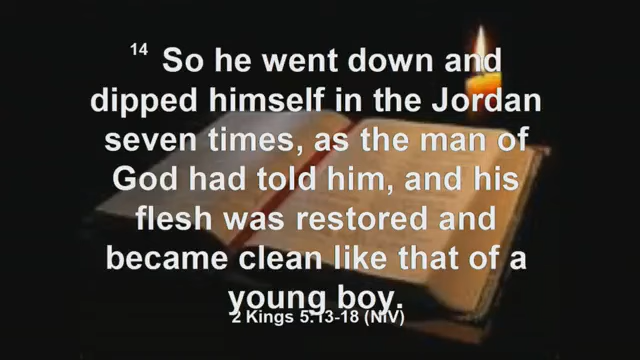 14 So he went down and
dipped himself in the Jordan
seven times, as the man of
God had told him, and his
flesh was restored and
became clean like that of a
young boy.
2 Kings 5:13-18 (NIV)